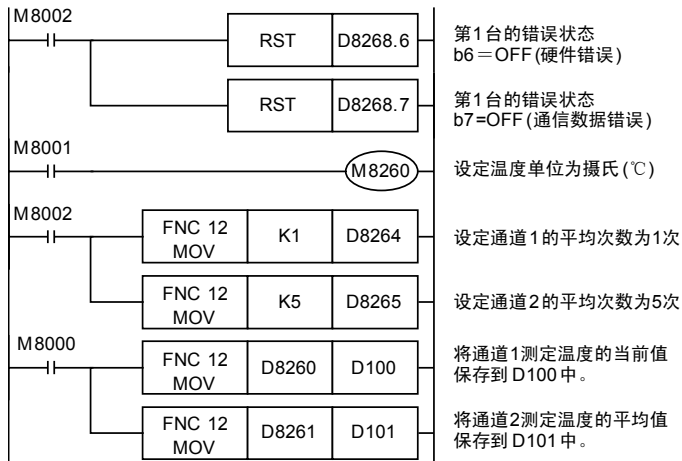 M8002
RST D8268.6 第1台的错误状态
b6＝OFF(硬件错误)
RST D8268.7 第1台的错误状态
b7=OFF(通信数据错误)
M8001
M8260 设定温度单位为摄氏(℃)
M8002
FNC 12
MOV K1 D8264 设定通道1的平均次数为1次
FNC 12
MOV K5 D8265 设定通道2的平均次数为5次
M8000
FNC 12
MOV D8260 D100 将通道1测定温度的当前值
保存到D100中。
FNC 12
MOV D8261 D101 将通道2测定温度的平均值
保存到D101中。